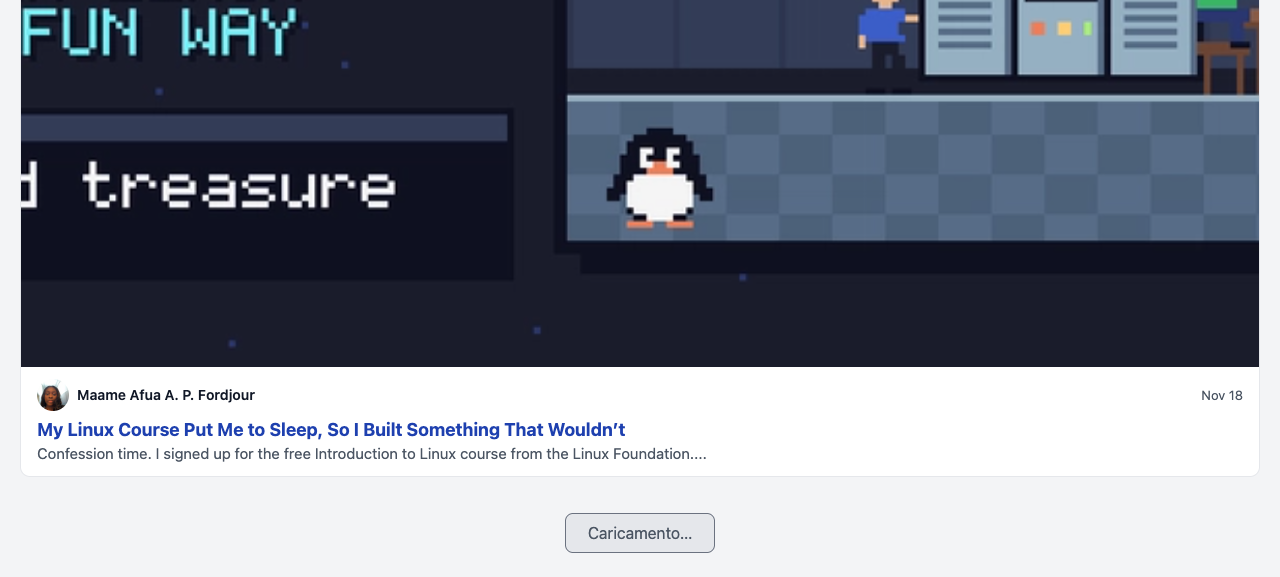 FUN WAY
d treasure
Maame Afua A. P. Fordjour
Nov 18
My Linux Course Put Me to Sleep, So I Built Something That Wouldn’t
Confession time. I signed up for the free Introduction to Linux course from the Linux Foundation....
Caricamento...